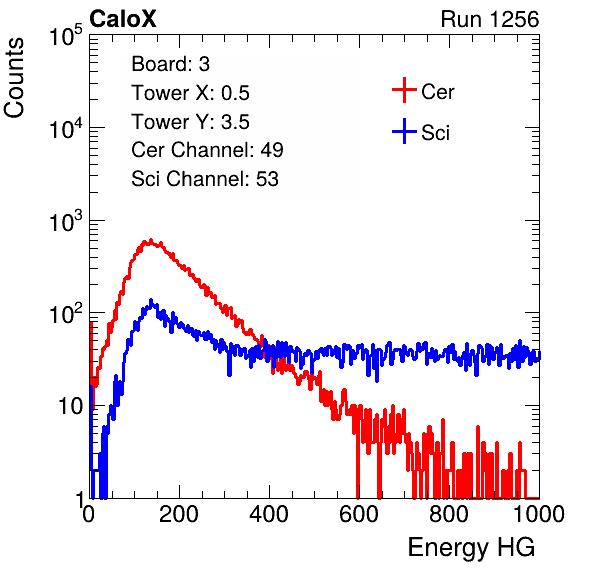 CaloX Run 1256
Counts
10^5
10^4
10^3
10^2
10
1
Board: 3
Tower X: 0.5
Tower Y: 3.5
Cer Channel: 49
Sci Channel: 53
Cer
Sci
0 200 400 600 800 1000
Energy HG